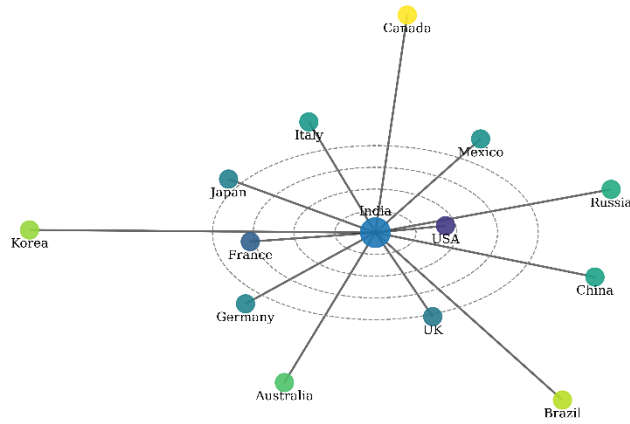 Canada
Italy
Mexico
Japan
Russia
India
Korea
USA
France
China
Germany
UK
Australia
Brazil